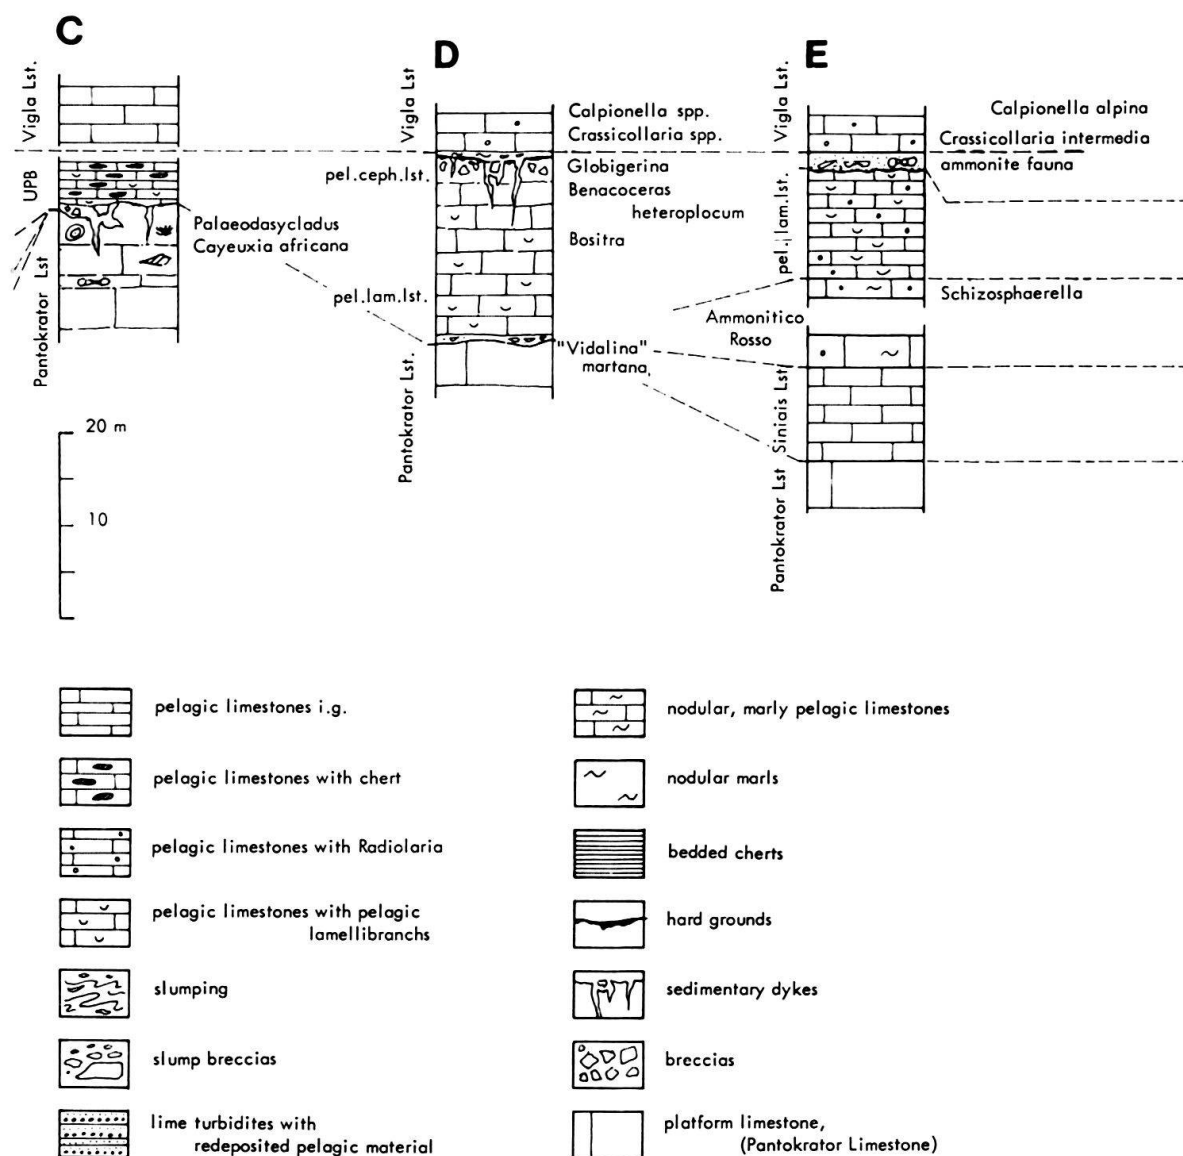 C
Vigla Lst.
UPB
Pantokrator Lst
Palaeodasycladus
Cayeuxia africana
20 m
10
D
Vigla Lst
pel.ceph.lst.
pel.lam.lst.
Pantokrator Lst.
Calpionella spp.
Crassicollaria spp.
Globigerina
Benacoceras
heteroplocum
Bositra
"Vidalina"
martana,
Ammonitico
Rosso
E
Vigla Lst.
pel. lam.lst.
Siniais Lst
Pantokrator Lst
Calpionella alpina
Crassicollaria intermedia
ammonite fauna
Schizosphaerella
pelagic limestones i.g.
pelagic limestones with chert
pelagic limestones with Radiolaria
pelagic limestones with pelagic
lamellibranchs
slumping
slump breccias
lime turbidites with
redeposited pelagic material
nodular, marly pelagic limestones
nodular marls
bedded cherts
hard grounds
sedimentary dykes
breccias
platform limestone,
(Pantokrator Limestone)